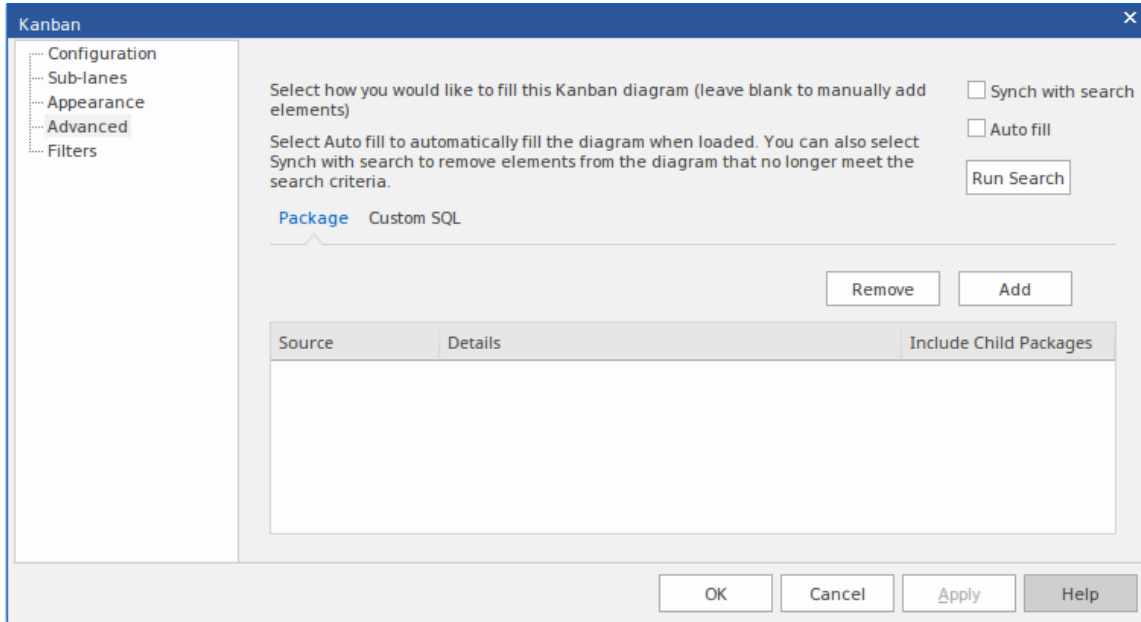 Kanban
Configuration
Sub-lanes
Appearance
Advanced
Filters
Select how you would like to fill this Kanban diagram (leave blank to manually add
elements)
Select Auto fill to automatically fill the diagram when loaded. You can also select
Synch with search to remove elements from the diagram that no longer meet the
search criteria.
Synch with search
Auto fill
Run Search
Package Custom SQL
Remove Add
Source Details Include Child Packages
OK Cancel Apply Help